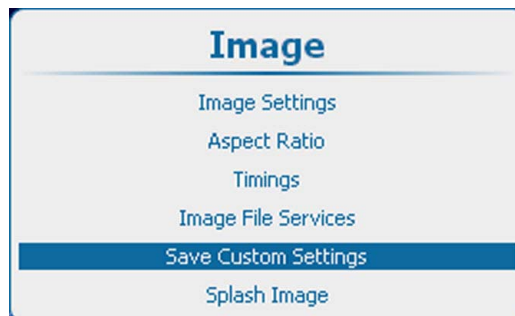 Image
Image Settings
Aspect Ratio
Timings
Image File Services
Save Custom Settings
Splash Image